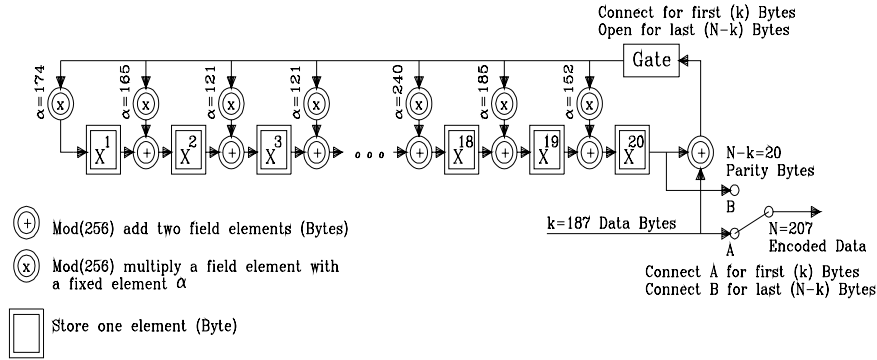 Connect for first (k) Bytes
Open for last (N-k) Bytes
Gate
α=174
α=165
α=121
α=121
α=240
α=185
α=152
x x x x x x x
X1 + X2 + X3 + o o o + X18 + X19 + X20 +
N-k=20
Parity Bytes
B
k=187 Data Bytes
N=207
Encoded Data
A
Connect A for first (k) Bytes
Connect B for last (N-k) Bytes
+ Mod(256) add two field elements (Bytes)
x Mod(256) multiply a field element with
a fixed element α
Store one element (Byte)